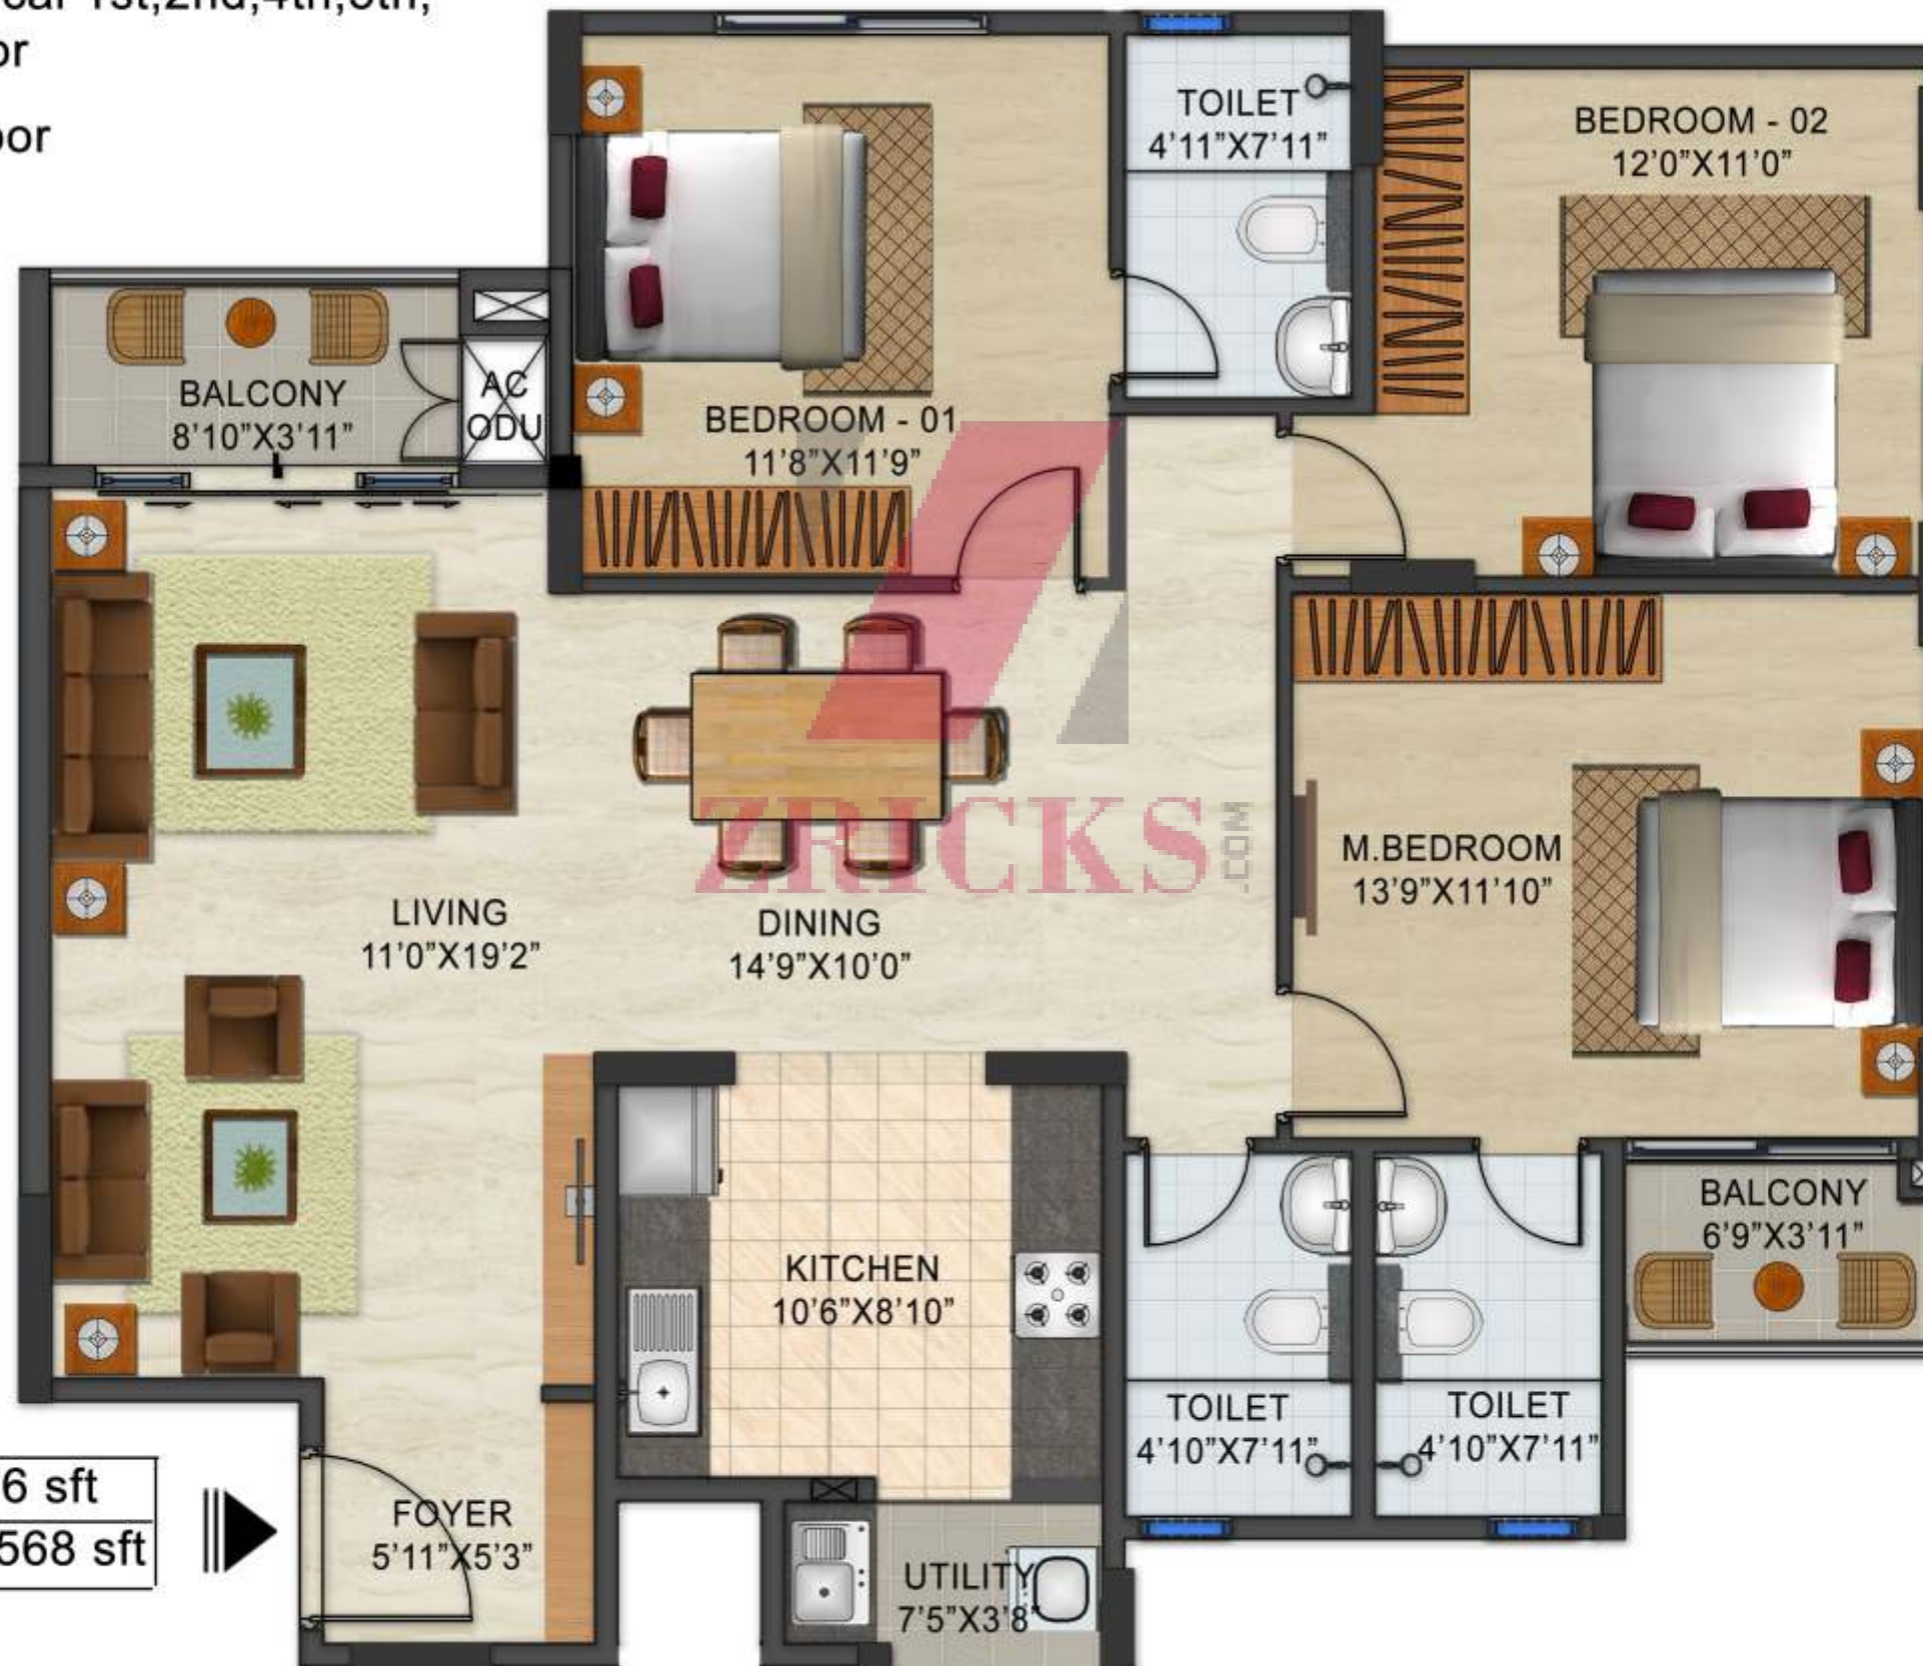 1st,2nd,4th,
TOILET
4'11"X7'11"
BEDROOM - 02
12'0"X11'0"
BALCONY
8'10"X3'11"
AC
ODU
BEDROOM - 01
11'8"X11'9"
ZRICKS
.COM
M.BEDROOM
13'9"X11'10"
LIVING
11'0"X19'2"
DINING
14'9"X10'0"
BALCONY
6'9"X3'11"
KITCHEN
10'6"X8'10"
TOILET
4'10"X7'11"
TOILET
4'10"X7'11"
6 sft
568 sft
FOYER
5'11"X5'3"
UTILITY
7'5"X3'8"